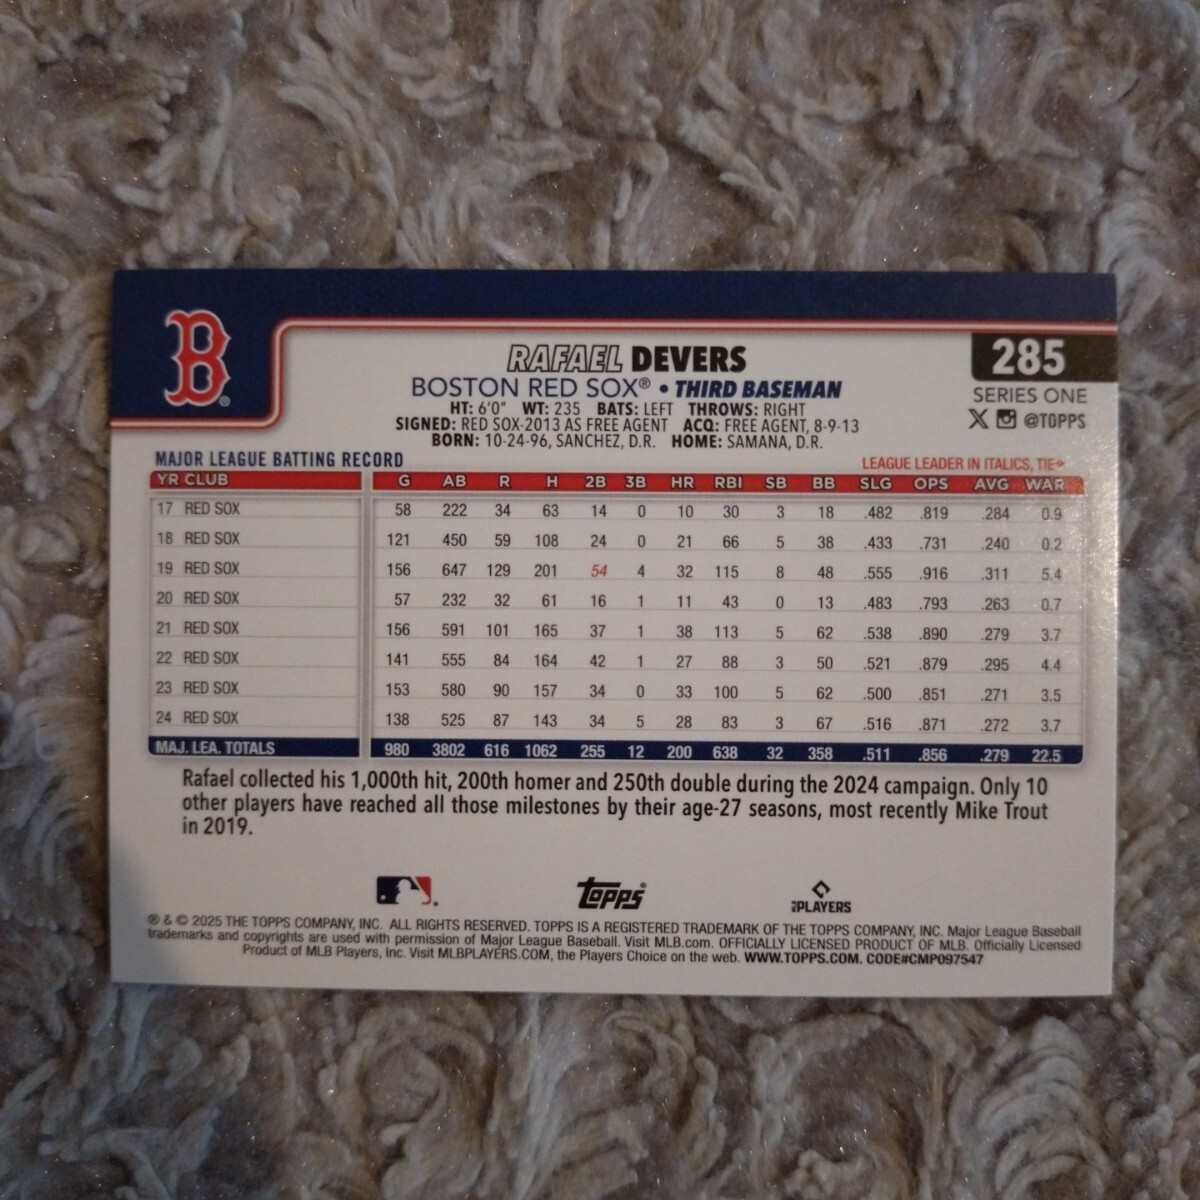 B
RAFAEL DEVERS
285
BOSTON RED SOX® • THIRD BASEMAN
SERIES ONE
HT: 6'0" WT: 235 BATS: LEFT THROWS: RIGHT
@TOPPS
SIGNED: RED SOX-2013 AS FREE AGENT ACQ: FREE AGENT, 8-9-13
BORN: 10-24-96, SANCHEZ, D.R. HOME: SAMANA, D.R.
MAJOR LEAGUE BATTING RECORD
LEAGUE LEADER IN ITALICS, TIE
YR CLUB G AB R H 2B 3B HR RBI SB BB SLG OPS AVG WAR
17 RED SOX 58 222 34 63 14 0 10 30 3 18 .482 .819 .284 0.9
18 RED SOX 121 450 59 108 24 0 21 66 5 38 .433 .731 .240 0.2
19 RED SOX 156 647 129 201 54 4 32 115 8 48 .555 .916 .311 5.4
20 RED SOX 57 232 32 61 16 1 11 43 0 13 .483 .793 .263 0.7
21 RED SOX 156 591 101 165 37 1 38 113 5 62 .538 .890 .279 3.7
22 RED SOX 141 555 84 164 42 1 27 88 3 50 .521 .879 .295 4.4
23 RED SOX 153 580 90 157 34 0 33 100 5 62 .500 .851 .271 3.5
24 RED SOX 138 525 87 143 34 5 28 83 3 67 .516 .871 .272 3.7
MAJ. LEA. TOTALS 980 3802 616 1062 255 12 200 638 32 358 .511 .856 .279 22.5
Rafael collected his 1,000th hit, 200th homer and 250th double during the 2024 campaign. Only 10
other players have reached all those milestones by their age-27 seasons, most recently Mike Trout
in 2019.
topps
PLAYERS
® & © 2025 THE TOPPS COMPANY, INC. ALL RIGHTS RESERVED. TOPPS IS A REGISTERED TRADEMARK OF THE TOPPS COMPANY, INC. Major League Baseball
trademarks and copyrights are used with permission of Major League Baseball. Visit MLB.com. OFFICIALLY LICENSED PRODUCT OF MLB. Officially Licensed
Product of MLB Players, Inc. Visit MLBPLAYERS.COM, the Players Choice on the web. WWW.TOPPS.COM. CODE#CMP097547